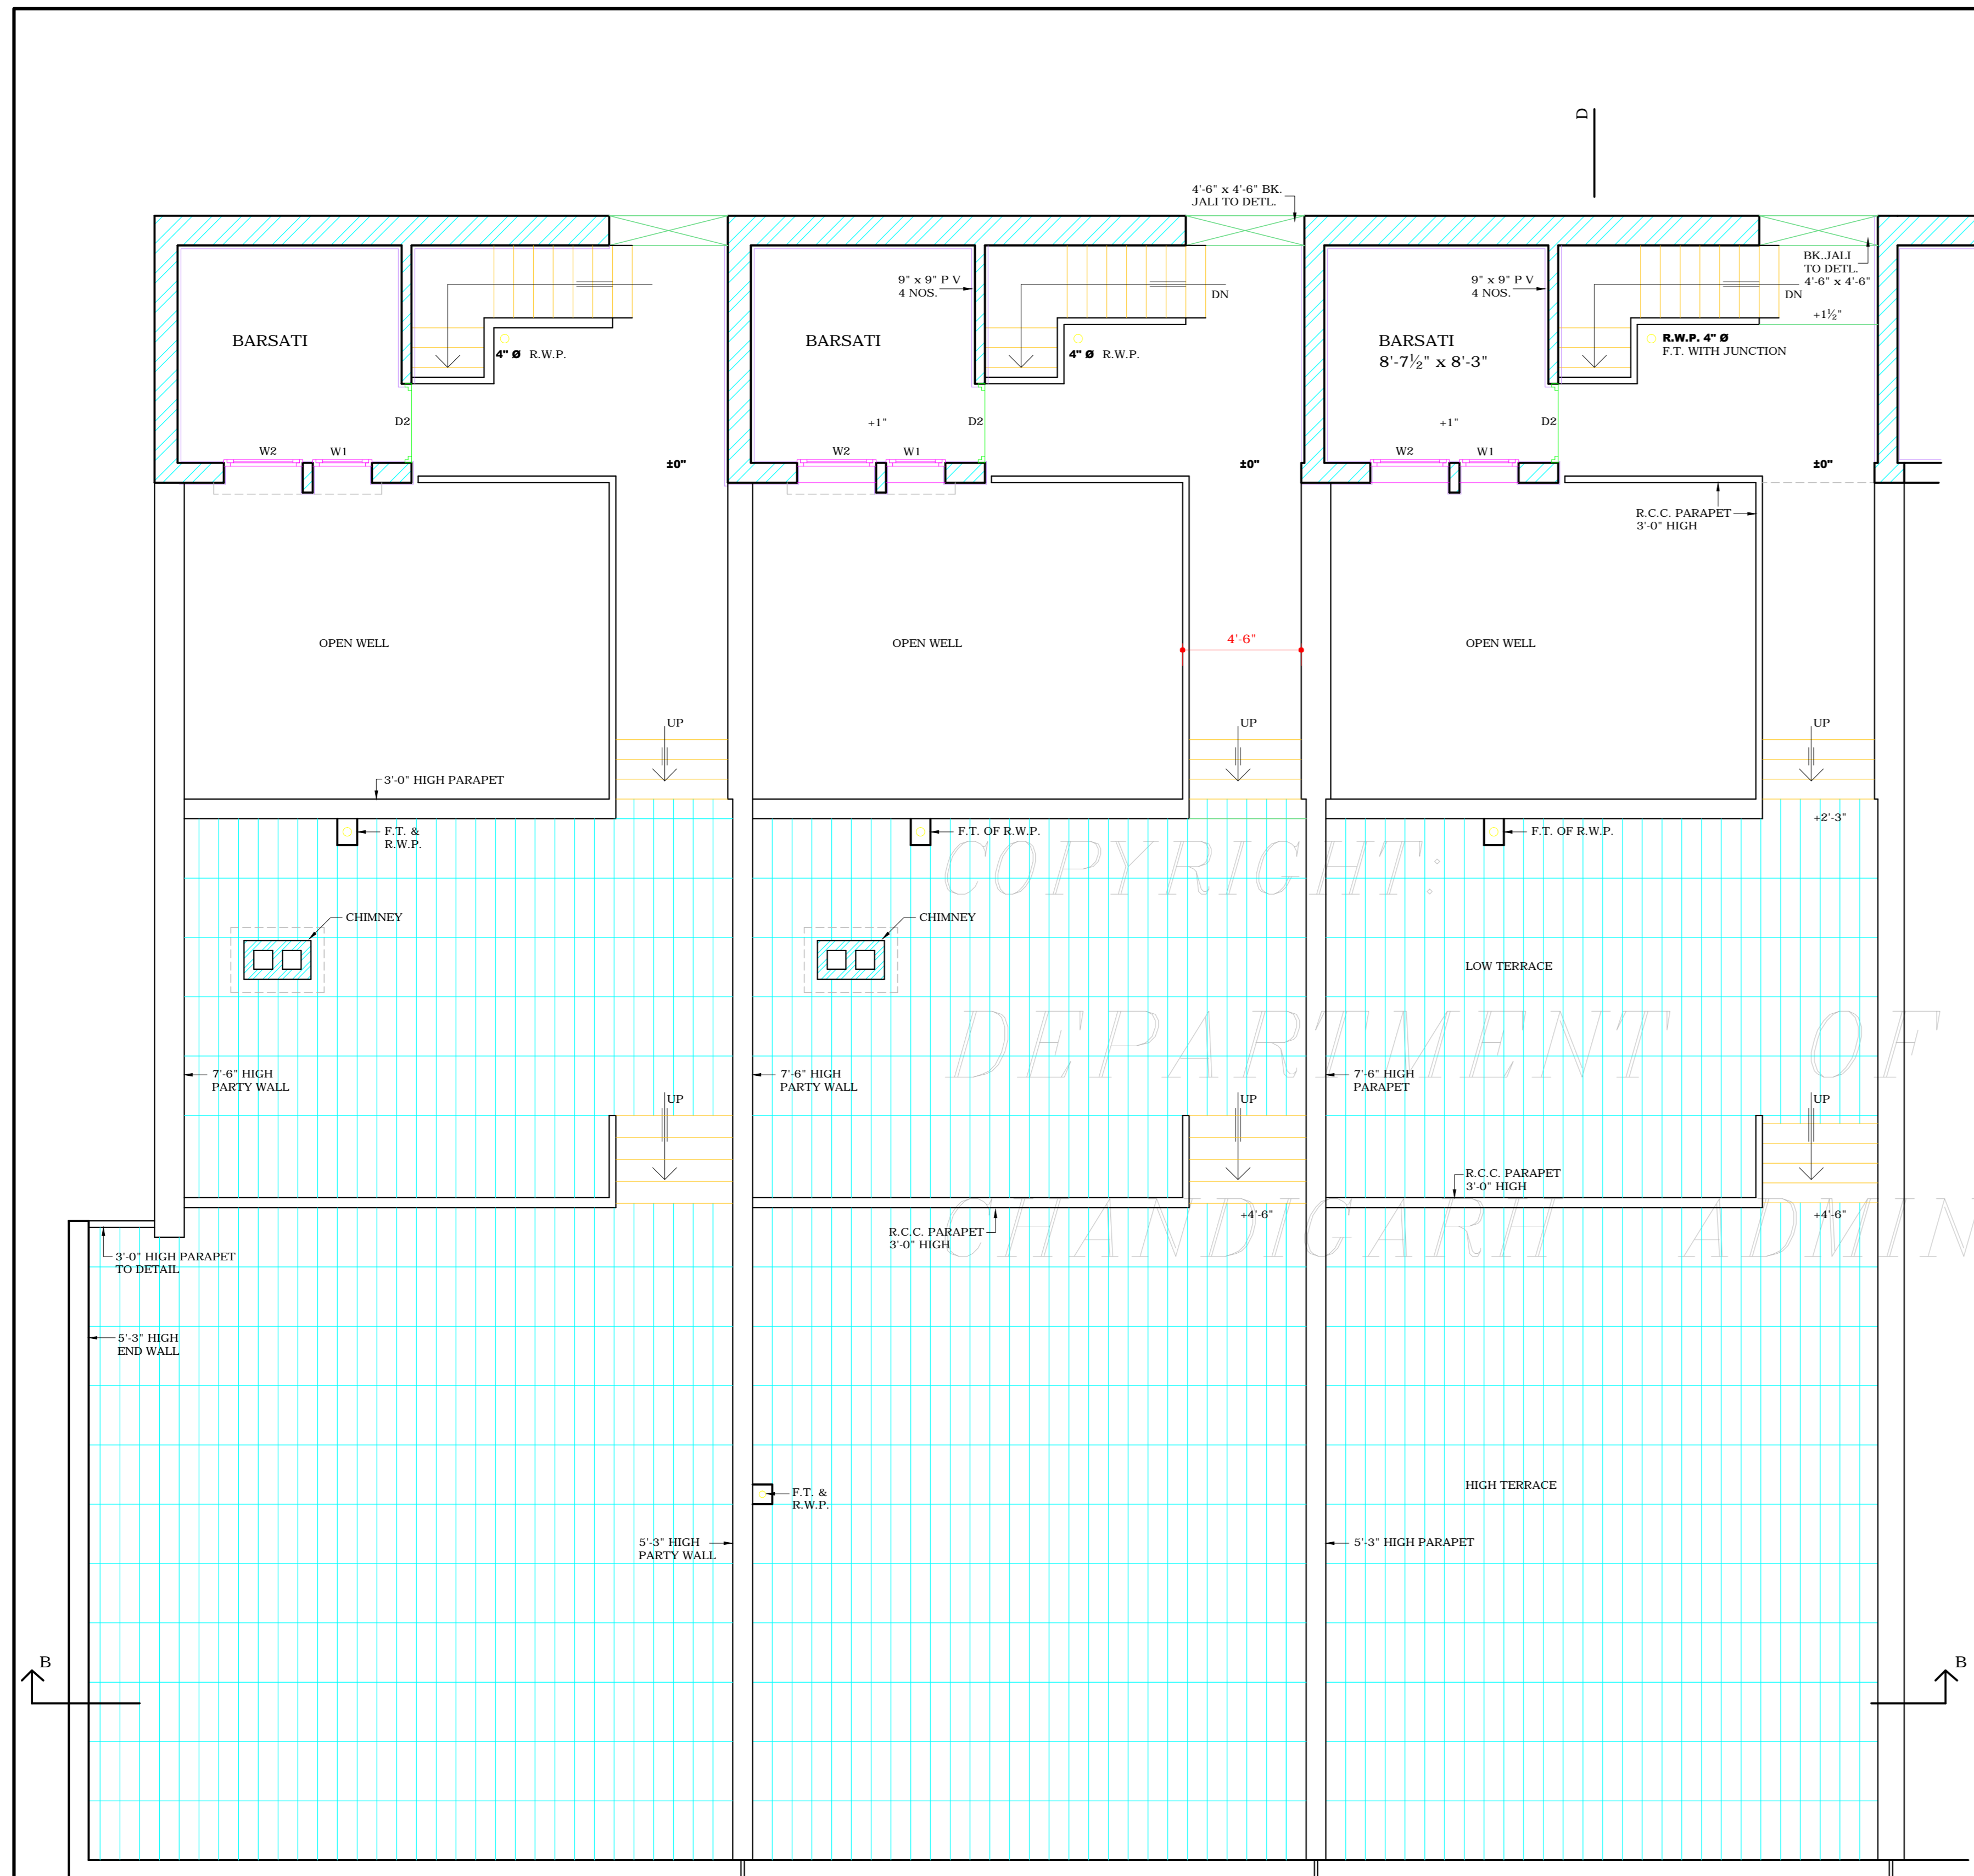 D
4'-6" x 4'-6" BK.
JALI TO DETL.
BK.JALI
TO DETL.
4'-6" x 4'-6"
9" x 9" P V
4 NOS.
9" x 9" P V
4 NOS.
DN
DN
+1½"
BARSATI
BARSATI
BARSATI
8'-7½" x 8'-3"
4" Ø R.W.P.
4" Ø R.W.P.
R.W.P. 4" Ø
F.T. WITH JUNCTION
D2
D2
D2
+1"
+1"
W2
W1
W2
W1
W2
W1
±0"
±0"
±0"
R.C.C. PARAPET
3'-0" HIGH
OPEN WELL
OPEN WELL
OPEN WELL
4'-6"
UP
UP
UP
3'-0" HIGH PARAPET
+2'-3"
F.T. &
R.W.P.
F.T. OF R.W.P.
F.T. OF R.W.P.
COPYRIGHT:
CHIMNEY
CHIMNEY
LOW TERRACE
DEPARTMENT OF
7'-6" HIGH
PARTY WALL
7'-6" HIGH
PARTY WALL
7'-6" HIGH
PARAPET
UP
UP
UP
R.C.C. PARAPET
3'-0" HIGH
+4'-6"
+4'-6"
R.C.C. PARAPET
3'-0" HIGH
CHANDIGARH ADMIN
3'-0" HIGH PARAPET
TO DETAIL
5'-3" HIGH
END WALL
HIGH TERRACE
F.T. &
R.W.P.
5'-3" HIGH
PARTY WALL
5'-3" HIGH PARAPET
B
B